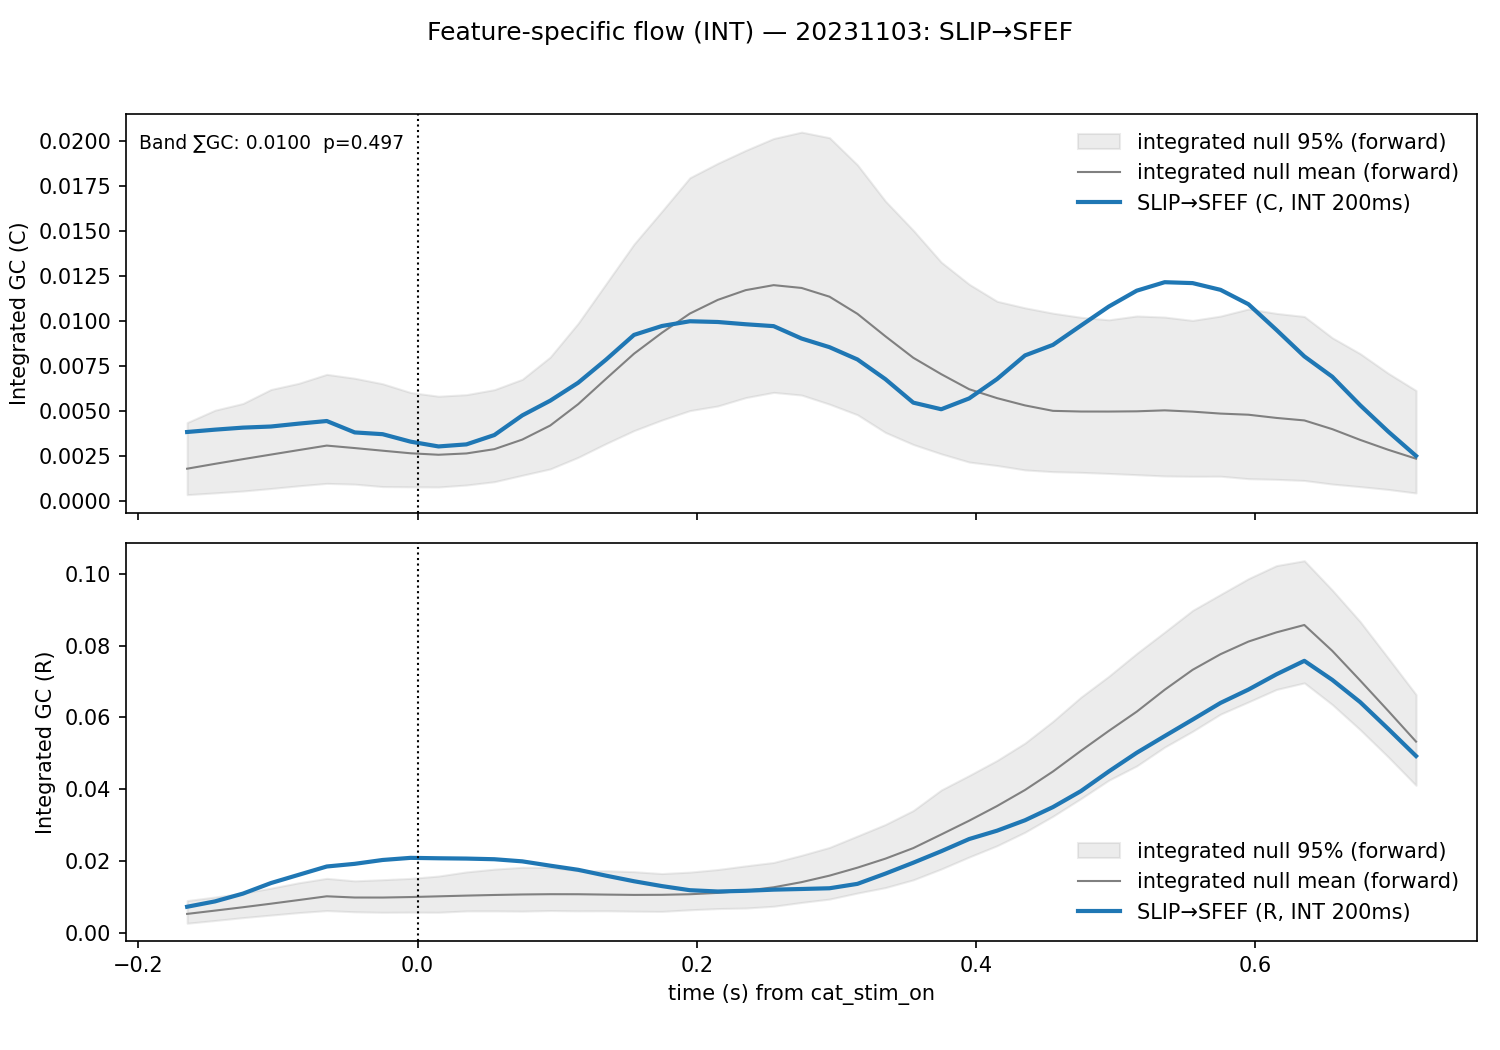 Feature-specific flow (INT) — 20231103: SLIP→SFEF
Band ∑GC: 0.0100  p=0.497
integrated null 95% (forward)
integrated null mean (forward)
SLIP→SFEF (C, INT 200ms)
Integrated GC (C)
0.0200
0.0175
0.0150
0.0125
0.0100
0.0075
0.0050
0.0025
0.0000
Integrated GC (R)
0.10
0.08
0.06
0.04
0.02
0.00
integrated null 95% (forward)
integrated null mean (forward)
SLIP→SFEF (R, INT 200ms)
−0.2 0.0 0.2 0.4 0.6
time (s) from cat_stim_on